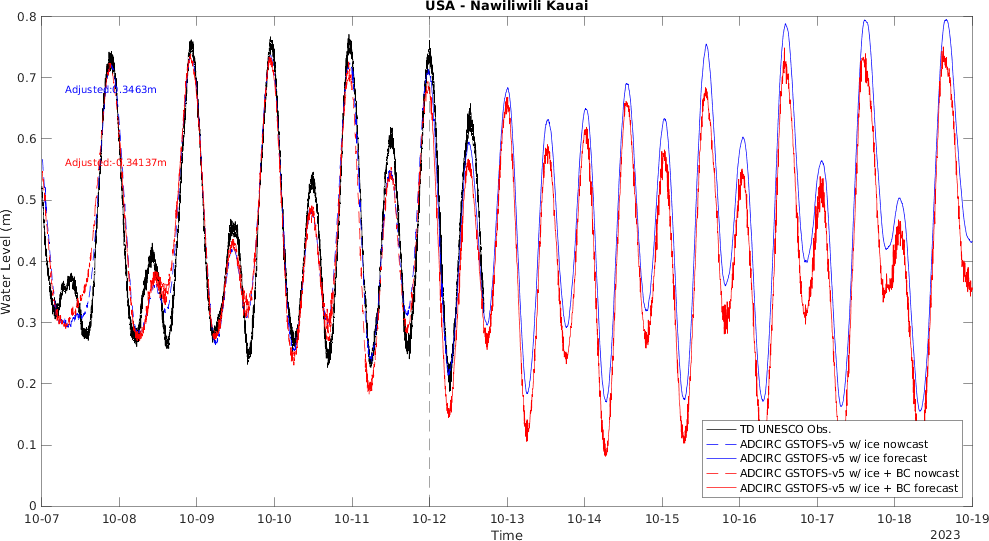 USA - Nawiliwili Kauai
0.8
0.7
0.6
0.5
0.4
0.3
0.2
0.1
0
Water Level (m)
Adjusted:0.3463m
Adjusted:-0.34137m
TD UNESCO Obs.
ADCIRC GSTOFS-v5 w/ ice nowcast
ADCIRC GSTOFS-v5 w/ ice forecast
ADCIRC GSTOFS-v5 w/ ice + BC nowcast
ADCIRC GSTOFS-v5 w/ ice + BC forecast
10-07 10-08 10-09 10-10 10-11 10-12 10-13 10-14 10-15 10-16 10-17 10-18 10-19
Time
2023